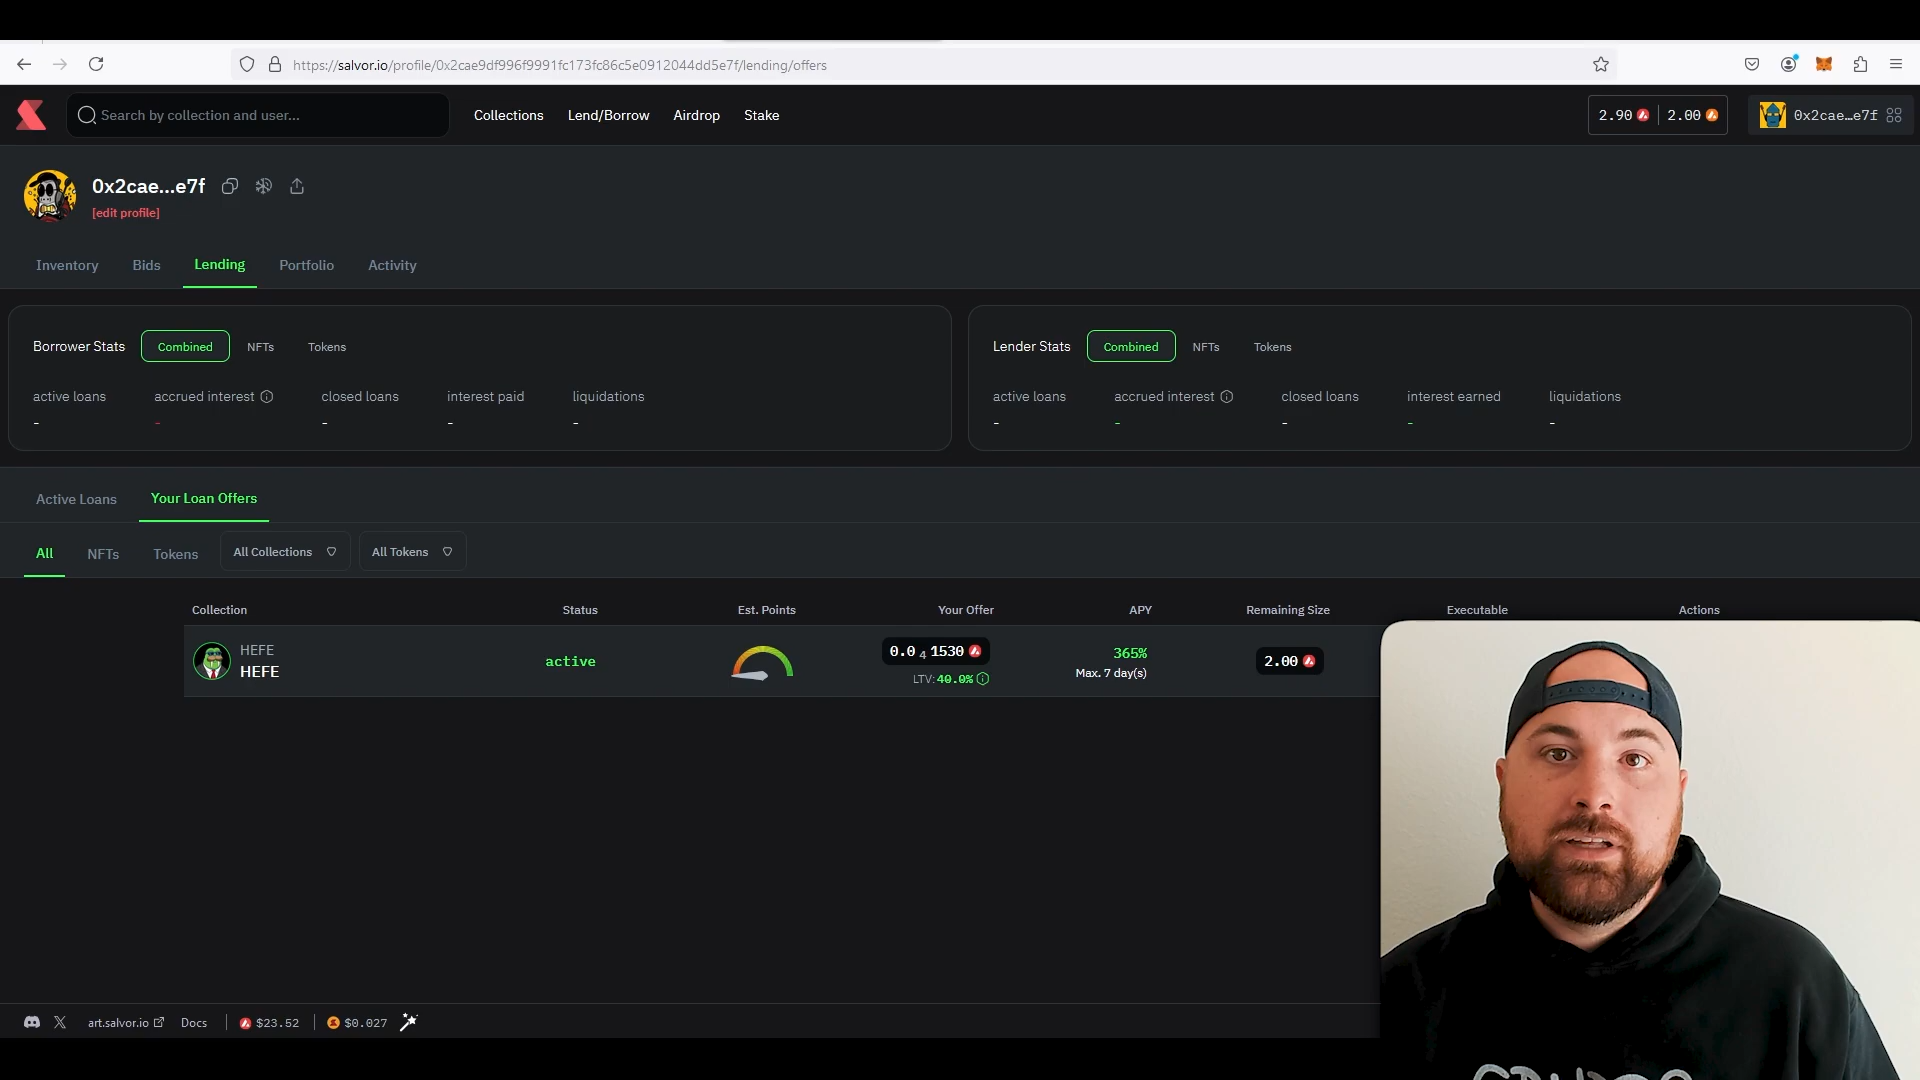 https://salvor.io/profile/0x2cae9df996f9991fc173fc86c5e0912044dd5e7f/lending/offers
Search by collection and user... Collections Lend/Borrow Airdrop Stake 2.90 2.00 0x2cae...e7f
0x2cae...e7f
[edit profile]
Inventory Bids Lending Portfolio Activity
Borrower Stats Combined NFTs Tokens
active loans accrued interest closed loans interest paid liquidations
- - - - -
Lender Stats Combined NFTs Tokens
active loans accrued interest closed loans interest earned liquidations
- - - - -
Active Loans Your Loan Offers
All NFTs Tokens All Collections All Tokens
Collection Status Est. Points Your Offer APY Remaining Size Executable Actions
HEFE
HEFE
active
0.0 4 1530
LTV: 40.0%
365%
Max. 7 day(s)
2.00
art.salvor.io Docs $23.52 $0.027